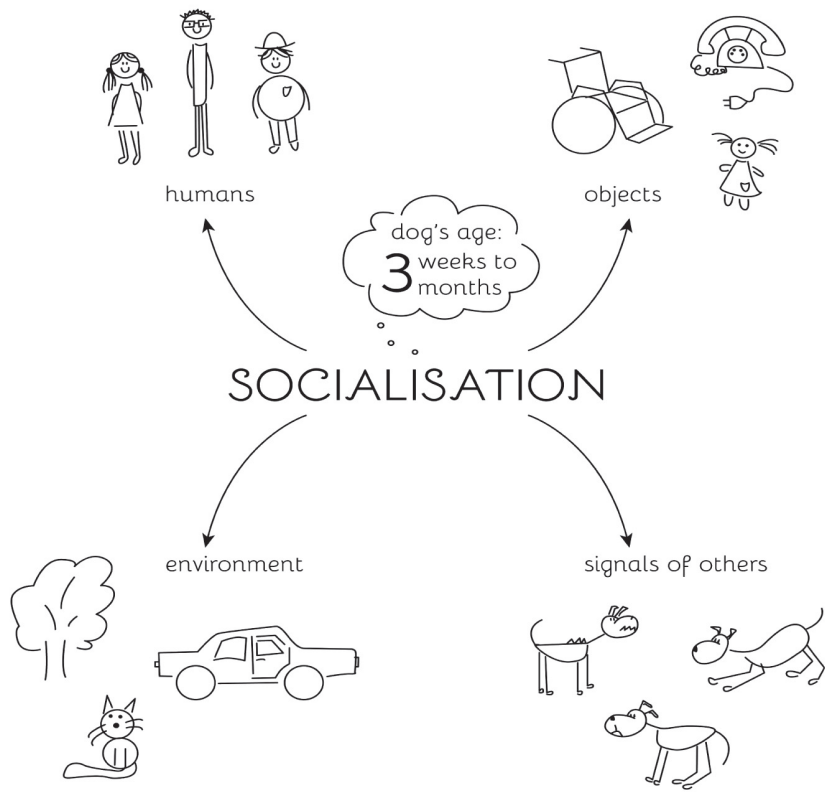 humans
objects
dog's age:
3 weeks to
months
SOCIALISATION
environment
signals of others